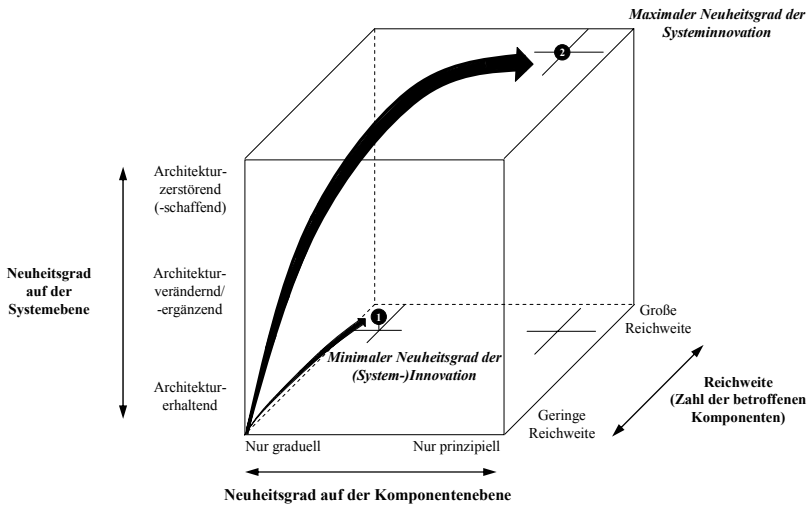 Maximaler Neuheitsgrad der
Systeminnovation
2
Architektur-
zerstörend
(-schaffend)
Neuheitsgrad
auf der
Systemebene
Architektur-
verändernd/
-ergänzend
1
Große
Reichweite
Minimaler Neuheitsgrad der
(System-)Innovation
Reichweite
(Zahl der betroffenen
Komponenten)
Architektur-
erhaltend
Geringe
Reichweite
Nur graduell
Nur prinzipiell
Neuheitsgrad auf der Komponentenebene